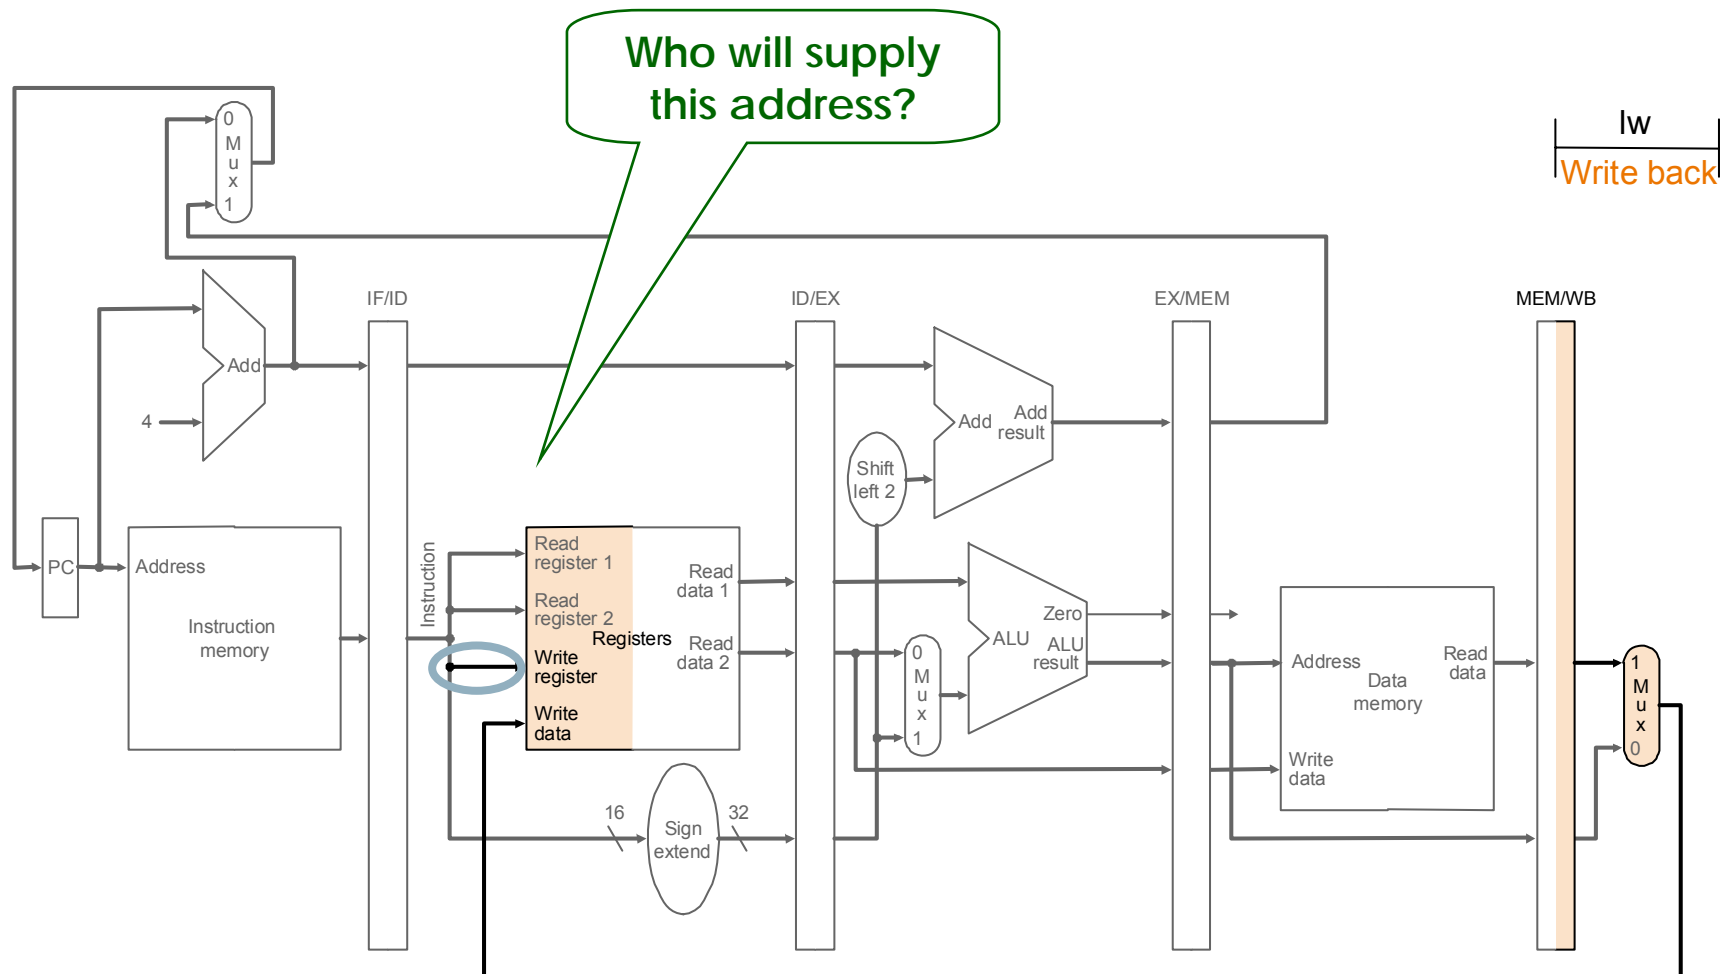 Who will supply
this address?
lw
Write back
0
M
u
x
1
IF/ID
ID/EX
EX/MEM
MEM/WB
Add
4
Add
Add
result
Shift
left 2
PC
Address
Instruction
memory
Instruction
Read
register 1
Read
register 2
Write
register
Write
data
Registers
Read
data 1
Read
data 2
16
Sign
extend
32
0
M
u
x
1
Zero
ALU
ALU
result
Address
Write
data
Data
memory
Read
data
1
M
u
x
0